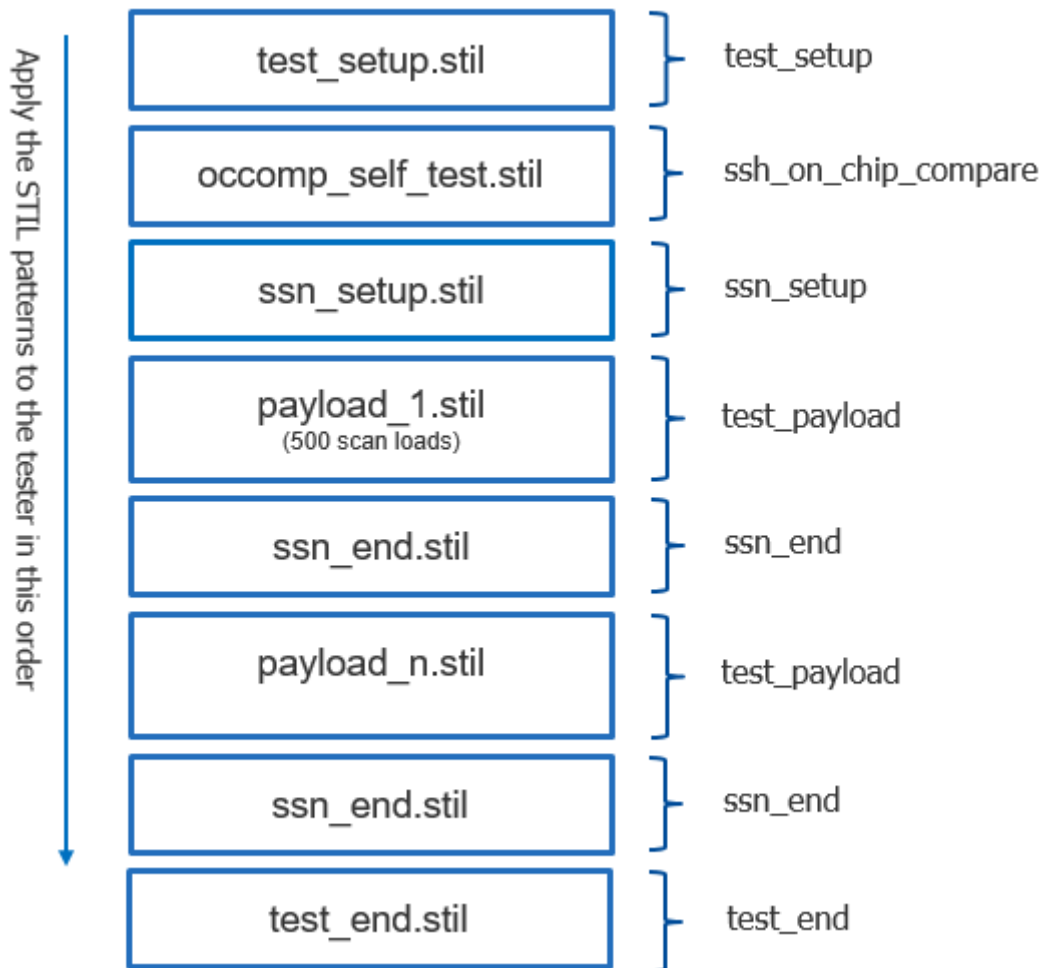 Apply the STIL patterns to the tester in this order
test_setup.stil
test_setup
occomp_self_test.stil
ssh_on_chip_compare
ssn_setup.stil
ssn_setup
payload_1.stil
(500 scan loads)
test_payload
ssn_end.stil
ssn_end
payload_n.stil
test_payload
ssn_end.stil
ssn_end
test_end.stil
test_end